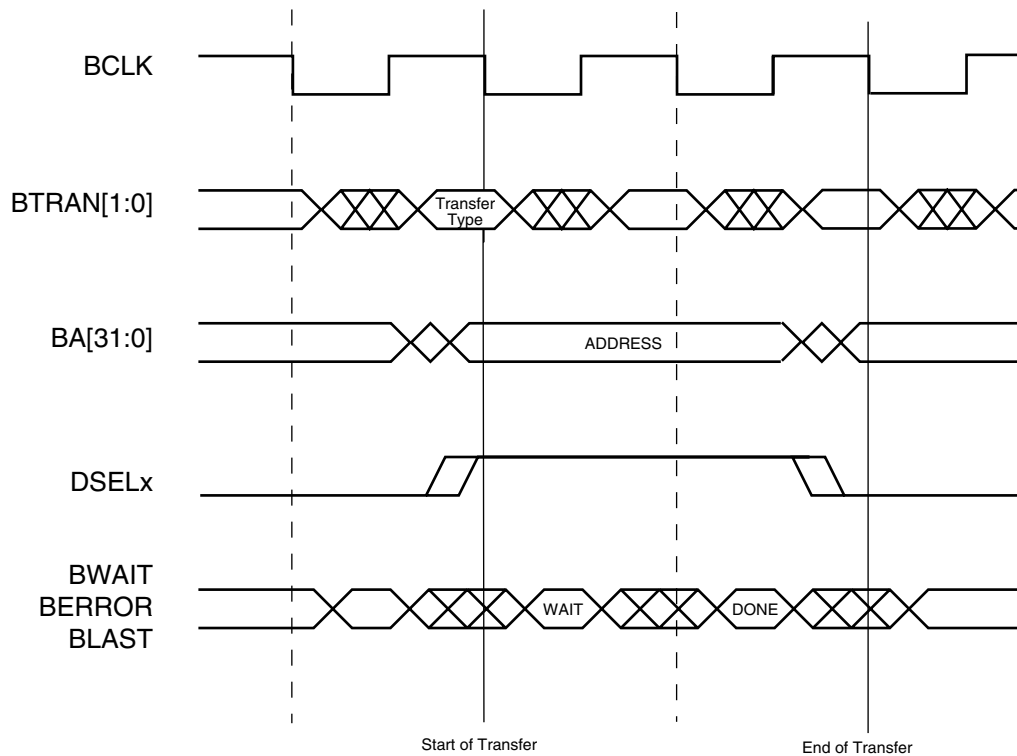 BCLK
BTRAN[1:0]
Transfer
Type
BA[31:0]
ADDRESS
DSELx
BWAIT
BERROR
BLAST
WAIT
DONE
Start of Transfer
End of Transfer